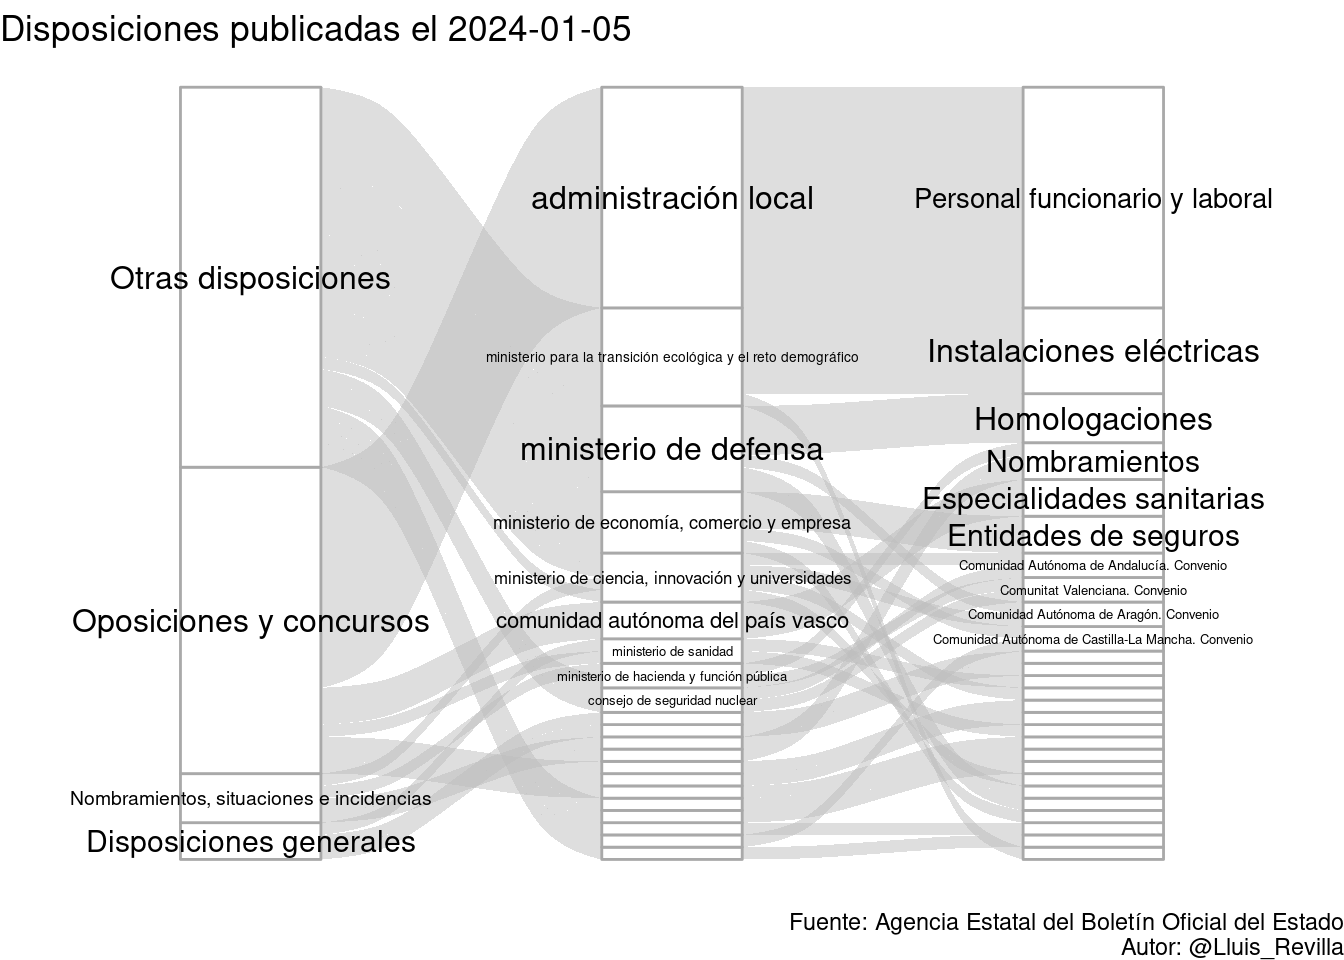 Disposiciones publicadas el 2024-01-05
Otras disposiciones
Oposiciones y concursos
Nombramientos, situaciones e incidencias
Disposiciones generales
administración local
ministerio para la transición ecológica y el reto demográfico
ministerio de defensa
ministerio de economía, comercio y empresa
ministerio de ciencia, innovación y universidades
comunidad autónoma del país vasco
ministerio de sanidad
ministerio de hacienda y función pública
consejo de seguridad nuclear
Personal funcionario y laboral
Instalaciones eléctricas
Homologaciones
Nombramientos
Especialidades sanitarias
Entidades de seguros
Comunidad Autónoma de Andalucía. Convenio
Comunitat Valenciana. Convenio
Comunidad Autónoma de Aragón. Convenio
Comunidad Autónoma de Castilla-La Mancha. Convenio
Fuente: Agencia Estatal del Boletín Oficial del Estado
Autor: @Lluis_Revilla